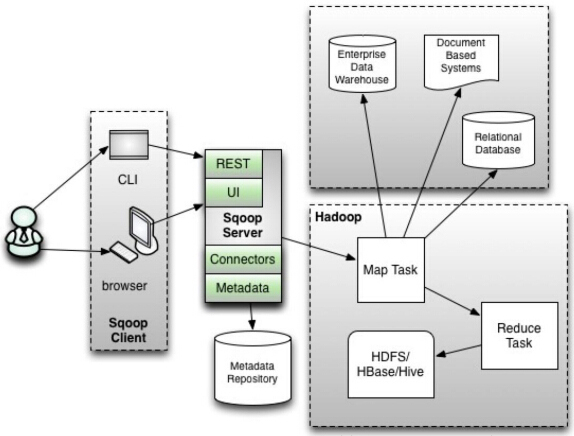 Enterprise
Data
Warehouse
Document
Based
Systems
Relational
Database
CLI
browser
Sqoop
Client
REST
UI
Sqoop
Server
Connectors
Metadata
Metadata
Repository
Hadoop
Map Task
Reduce
Task
HDFS/
HBase/Hive